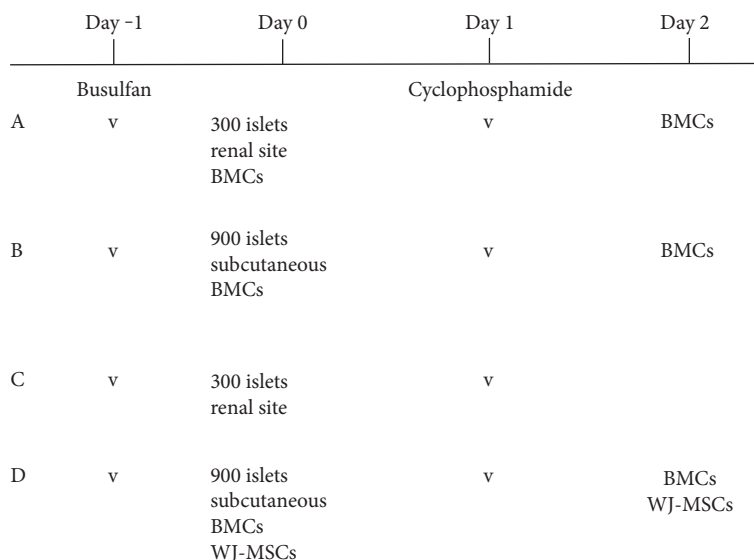 Day -1 Day 0 Day 1 Day 2
Busulfan Cyclophosphamide
A v 300 islets v BMCs
renal site
BMCs
B v 900 islets v BMCs
subcutaneous
BMCs
C v 300 islets v
renal site
D v 900 islets v BMCs
subcutaneous WJ-MSCs
BMCs
WJ-MSCs